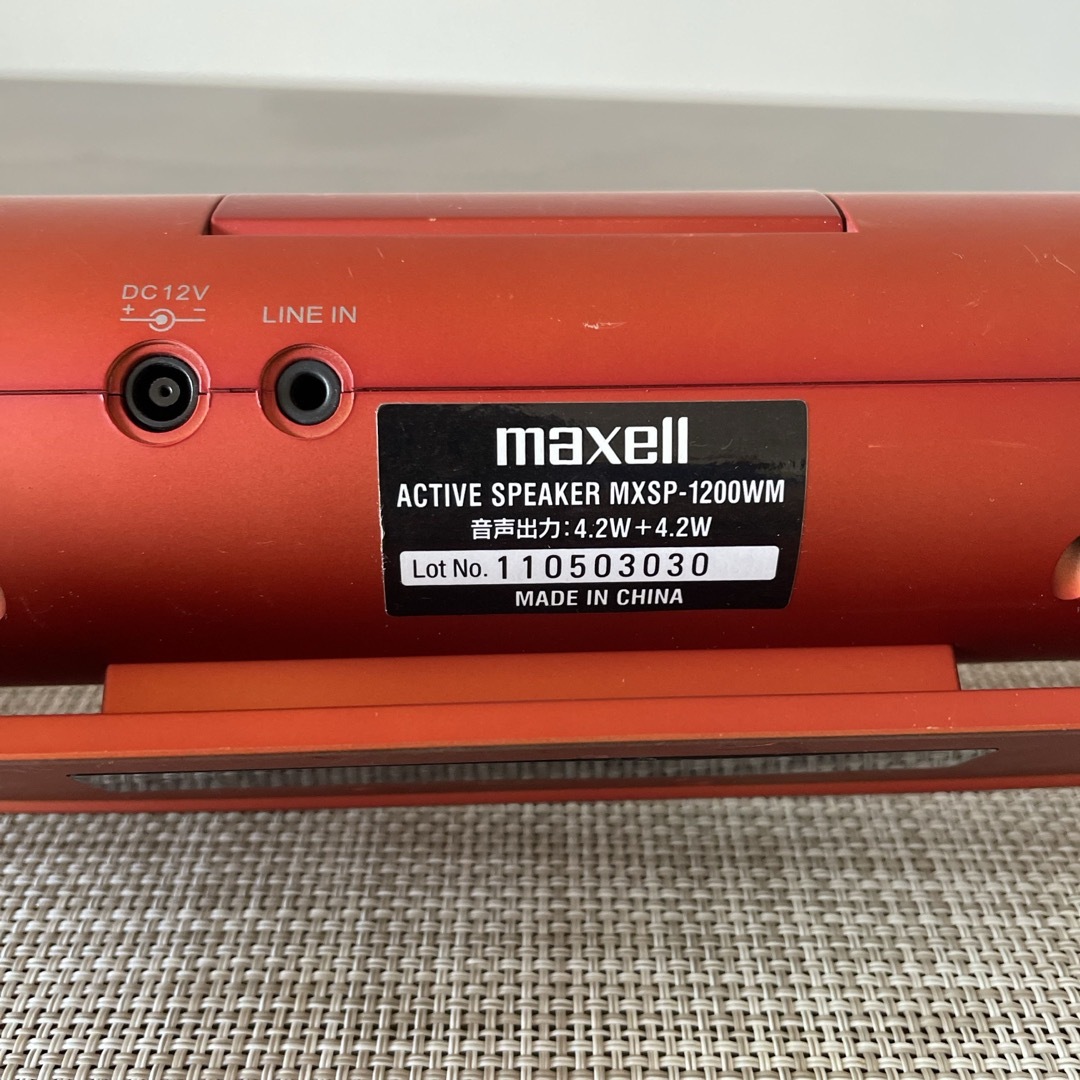 DC12V
+ -
LINE IN
maxell
ACTIVE SPEAKER MXSP-1200WM
音声出力:4.2W+4.2W
Lot No. 110503030
MADE IN CHINA